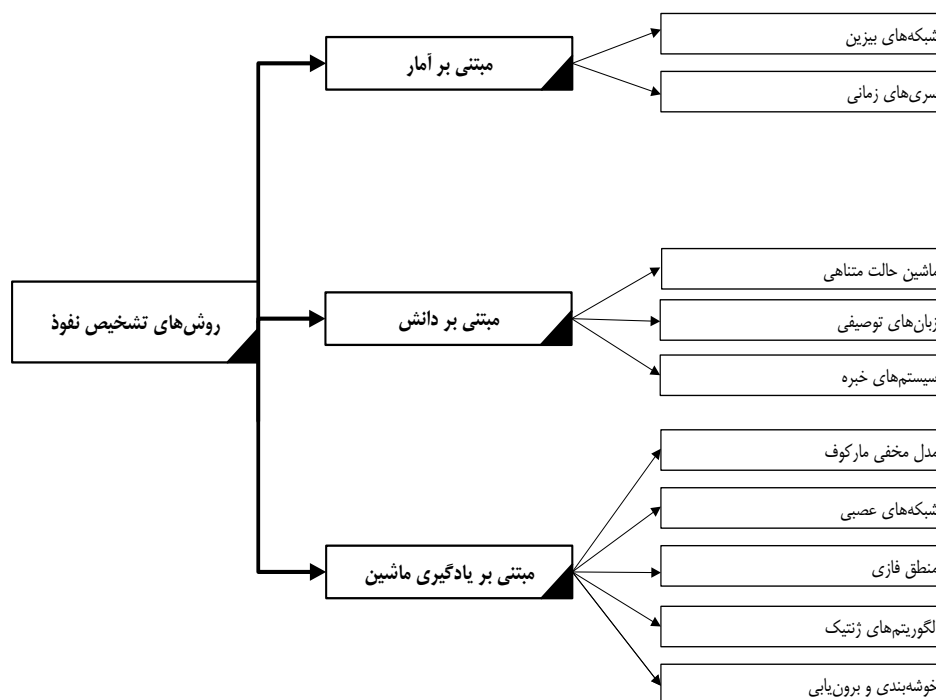 روش‌های تشخیص نفوذ
مبتنی بر آمار
شبکه‌های بیزین
سری‌های زمانی
مبتنی بر دانش
ماشین حالت متناهی
زبان‌های توصیفی
سیستم‌های خبره
مبتنی بر یادگیری ماشین
مدل مخفی مارکوف
شبکه‌های عصبی
منطق فازی
لگوریتم‌های ژنتیک
خوشه‌بندی و برون‌یابی